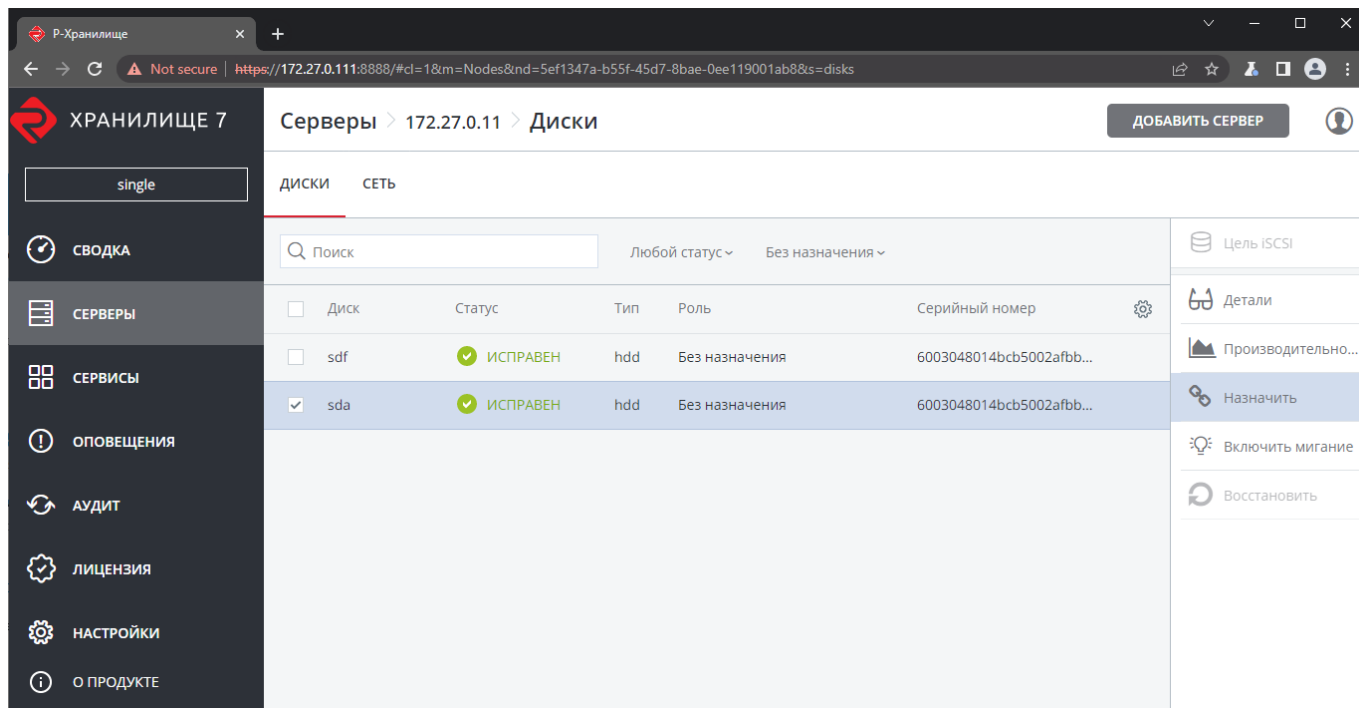 Р-Хранилище
Not secure | https://172.27.0.111:8888/#cl=1&m=Nodes&nd=5ef1347a-b55f-45d7-8bae-0ee119001ab8&s=disks
ХРАНИЛИЩЕ 7
Серверы > 172.27.0.11 > Диски
ДОБАВИТЬ СЕРВЕР
single
ДИСКИ СЕТЬ
СВОДКА
СЕРВЕРЫ
СЕРВИСЫ
ОПОВЕЩЕНИЯ
АУДИТ
ЛИЦЕНЗИЯ
НАСТРОЙКИ
О ПРОДУКТЕ
Поиск Любой статус Без назначения
Диск Статус Тип Роль Серийный номер
sdf ИСПРАВЕН hdd Без назначения 6003048014bcb5002afbb...
sda ИСПРАВЕН hdd Без назначения 6003048014bcb5002afbb...
Цель iSCSI
Детали
Производительно...
Назначить
Включить мигание
Восстановить